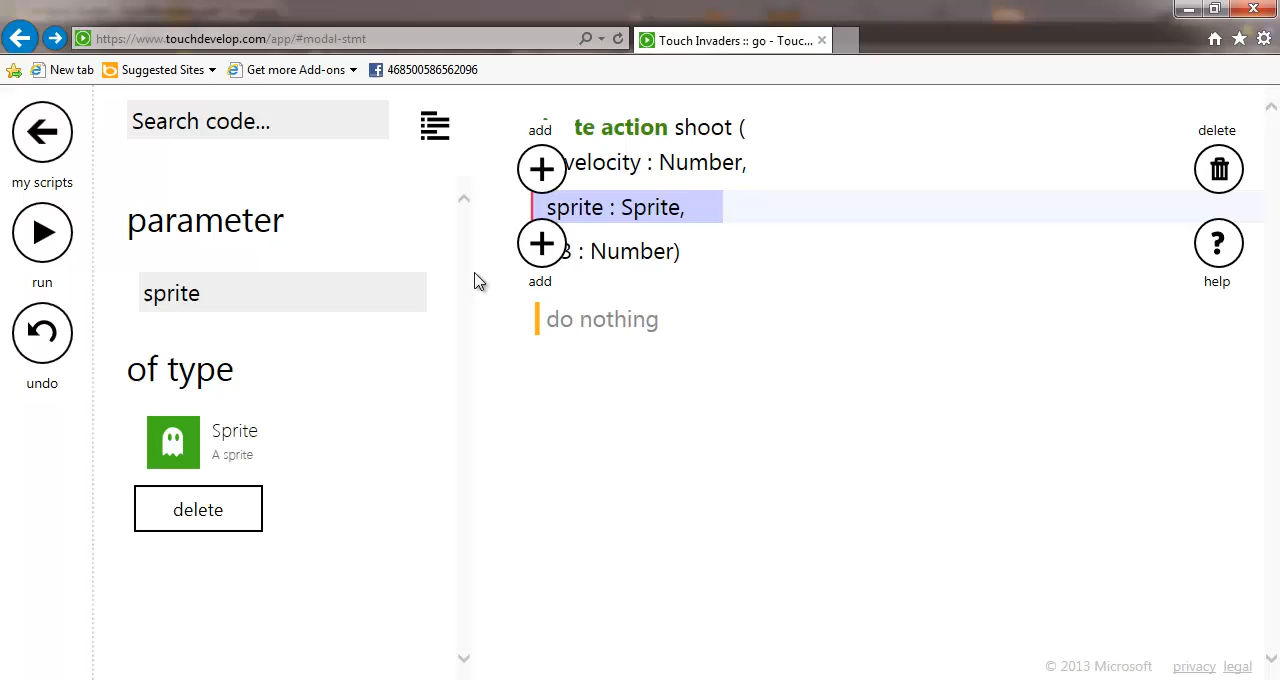 https://www.touchdevelop.com/app/#modal-stmt
Touch Invaders :: go - Touc...
New tab
Suggested Sites
Get more Add-ons
468500586562096
my scripts
run
undo
Search code...
parameter
sprite
of type
Sprite
A sprite
delete
te action shoot (
velocity : Number,
sprite : Sprite,
3 : Number)
do nothing
add
add
delete
help
© 2013 Microsoft privacy legal